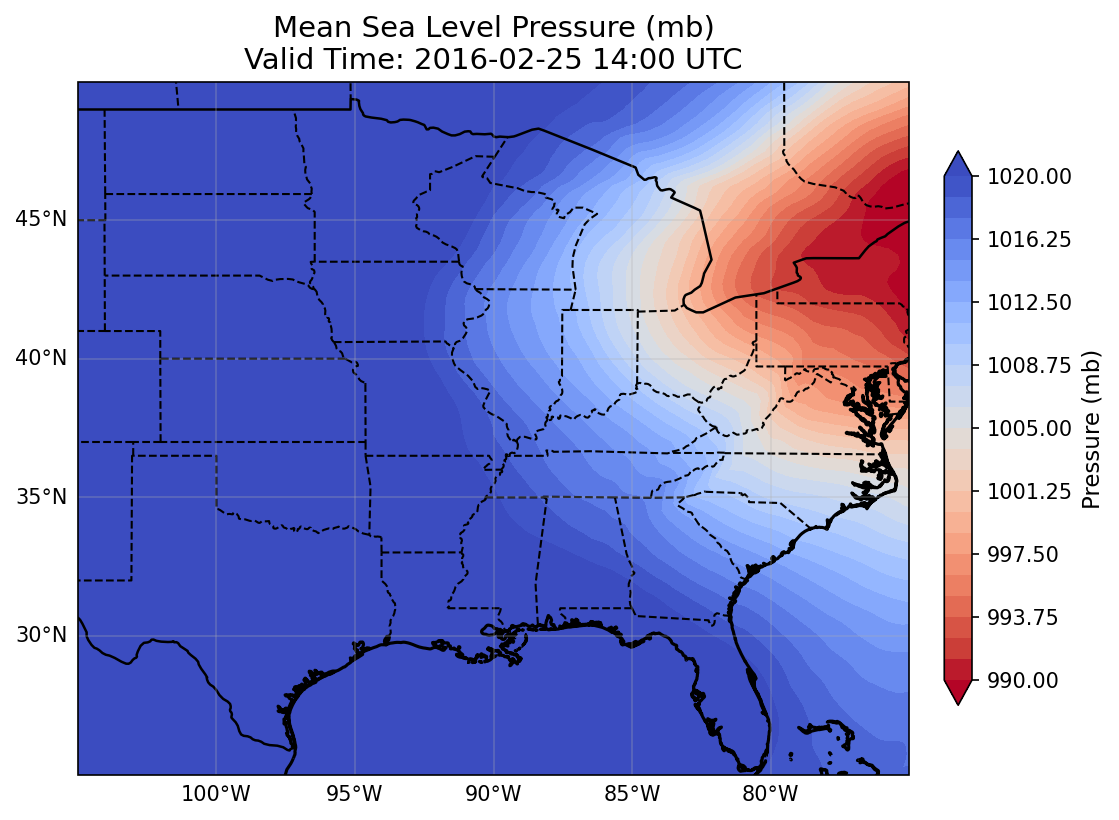 Mean Sea Level Pressure (mb)
Valid Time: 2016-02-25 14:00 UTC
45°N
40°N
35°N
30°N
100°W
95°W
90°W
85°W
80°W
1020.00
1016.25
1012.50
1008.75
1005.00
1001.25
997.50
993.75
990.00
Pressure (mb)